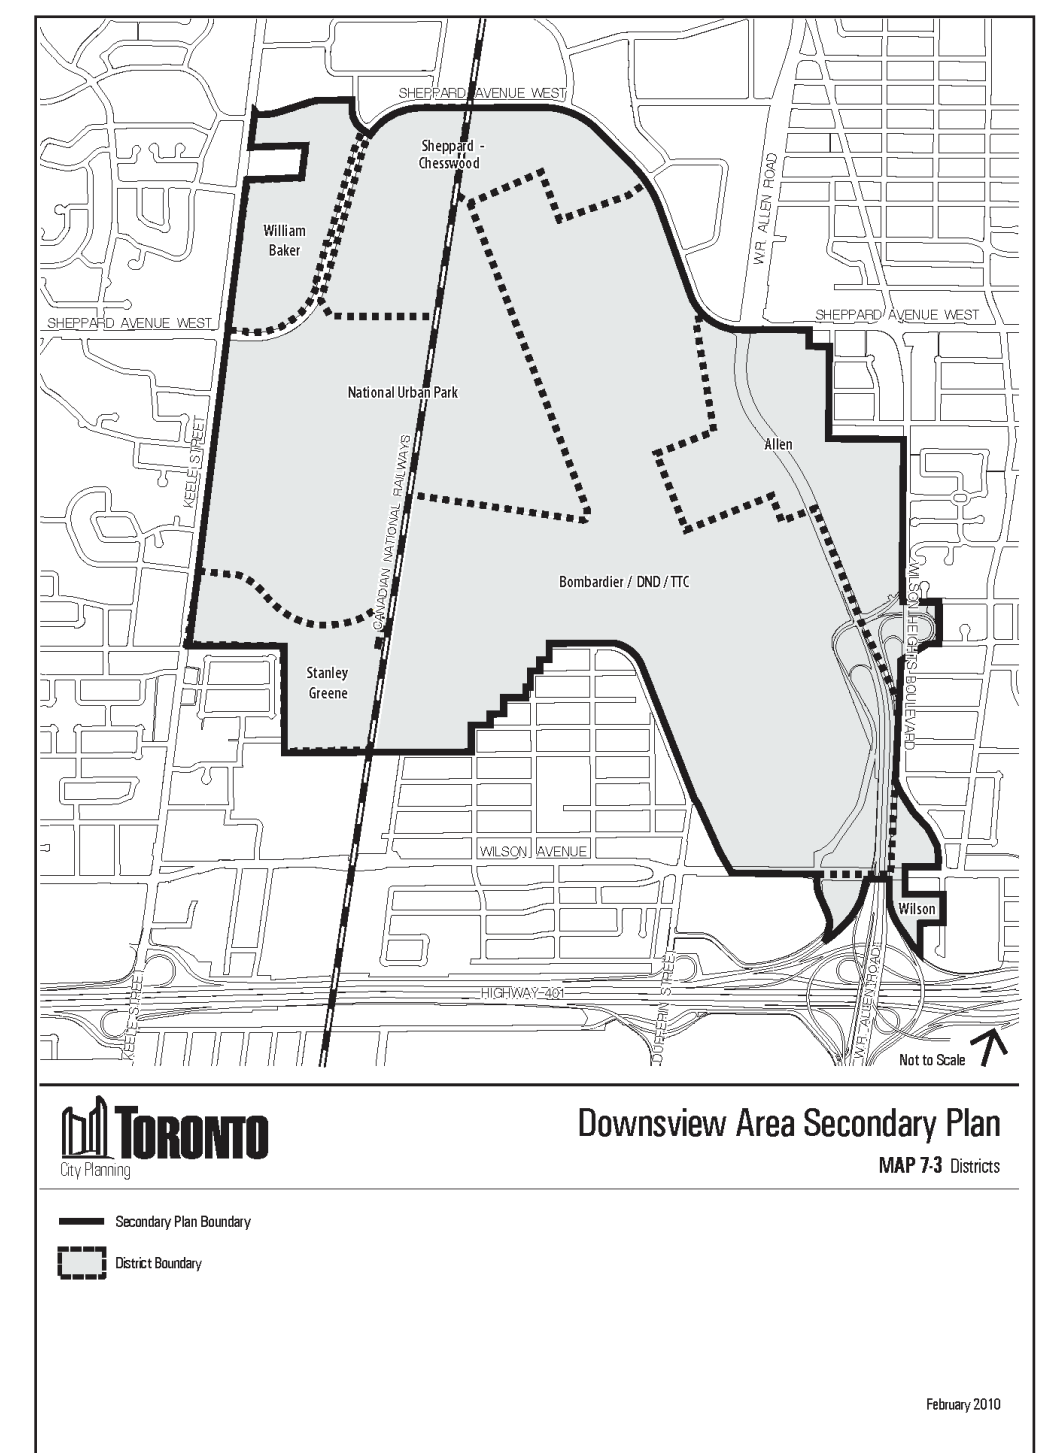 SHEPPARD AVENUE WEST
Sheppard -
Chesswood
W.R. ALLEN ROAD
William
Baker
SHEPPARD AVENUE WEST
SHEPPARD AVENUE WEST
National Urban Park
KEELE STREET
CANADIAN NATIONAL RAILWAYS
Allen
Bombardier / DND / TTC
WILSON HEIGHTS BOULEVARD
Stanley
Greene
WILSON AVENUE
Wilson
HIGHWAY 401
KEELE STREET
DUFFERIN STREET
W.R. ALLEN ROAD
Not to Scale
TORONTO
City Planning
Downsview Area Secondary Plan
MAP 7-3 Districts
Secondary Plan Boundary
District Boundary
February 2010